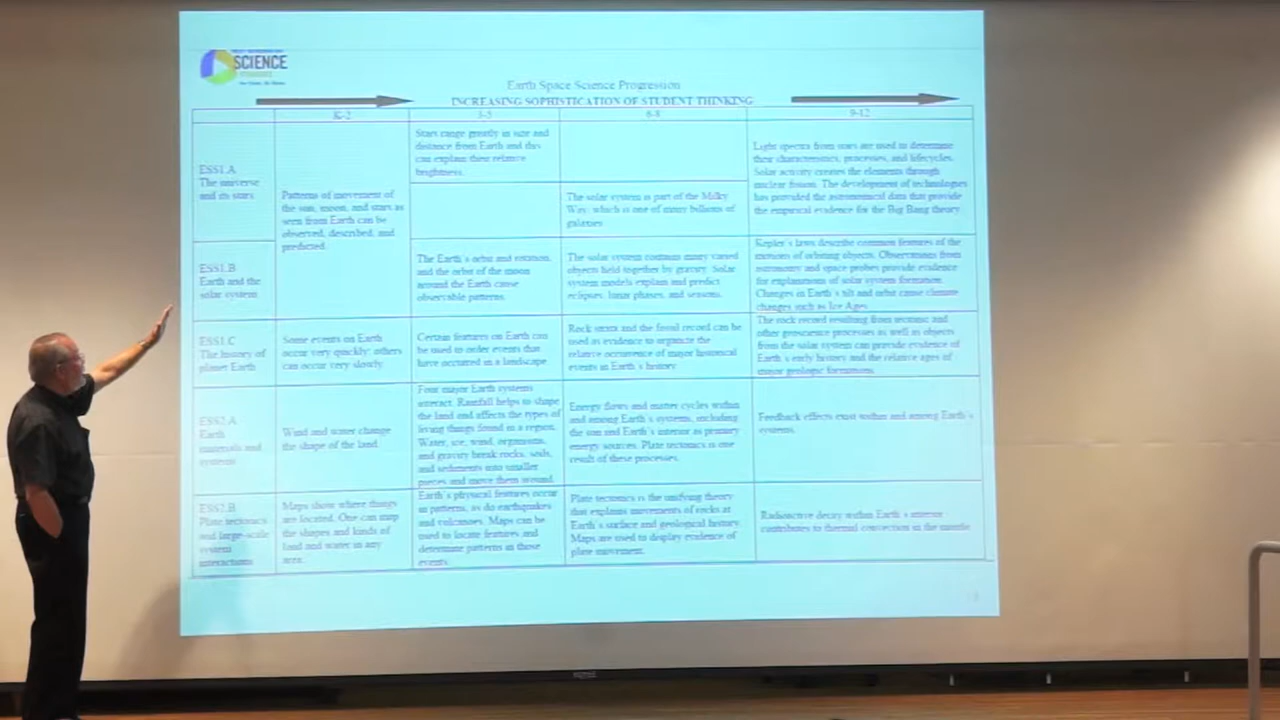 SCIENCE
Earth Space Science Progression
INCREASING SOPHISTICATION OF STUDENT THINKING
K-2
3-5
6-8
9-12
ESS1.A
The universe
and its stars
Patterns of movement of
the sun, moon, and stars as
seen from Earth can be
observed, described, and
predicted.
Stars range greatly in size and
distance from Earth and this
can explain their relative
brightness.
The solar system is part of the Milky
Way, which is one of many billions of
galaxies.
Light spectra from stars are used to determine
their characteristics, processes, and lifecycles.
Solar activity creates the elements through
nuclear fusion. The development of technologies
has provided the astronomical data that provide
the empirical evidence for the Big Bang theory.
ESS1.B
Earth and the
solar system
The Earth's orbit and rotation,
and the orbit of the moon
around the Earth cause
observable patterns.
The solar system contains many varied
objects held together by gravity. Solar
system models explain and predict
eclipses, lunar phases, and seasons.
Kepler's laws describe common features of the
motions of orbiting objects. Observations from
astronomy and space probes provide evidence
for explanations of solar system formation.
Changes in Earth's tilt and orbit cause climate
changes such as Ice Ages.
ESS1.C
The history of
planet Earth
Some events on Earth
occur very quickly; others
can occur very slowly.
Certain features on Earth can
be used to order events that
have occurred in a landscape.
Rock strata and the fossil record can be
used as evidence to organize the
relative occurrence of major historical
events in Earth's history.
The rock record resulting from tectonic and
other geoscience processes as well as objects
from the solar system can provide evidence of
Earth's early history and the relative ages of
major geologic formations.
ESS2.A
Earth
materials and
systems
Wind and water change
the shape of the land.
Four major Earth systems
interact. Rainfall helps to shape
the land and affects the types of
living things found in a region.
Water, ice, wind, organisms,
and gravity break rocks, soils,
and sediments into smaller
pieces and move them around.
Energy flows and matter cycles within
and among Earth's systems, including
the sun and Earth's interior as primary
energy sources. Plate tectonics is one
result of these processes.
Feedback effects exist within and among Earth's
systems.
ESS2.B
Plate tectonics
and large-scale
system
interactions
Maps show where things
are located. One can map
the shapes and kinds of
land and water in any
area.
Earth's physical features occur
in patterns, as do earthquakes
and volcanoes. Maps can be
used to locate features and
determine patterns in those
events.
Plate tectonics is the unifying theory
that explains movements of rocks at
Earth's surface and geological history.
Maps are used to display evidence of
plate movement.
Radioactive decay within Earth's interior
contributes to thermal convection in the mantle.